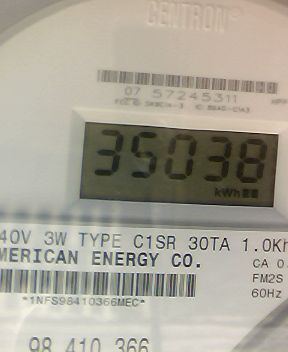 CENTRON®
07 57245311
35038
kWh
40V 3W TYPE C1SR 30TA 1.0Kh
MERICAN ENERGY CO.
CA 0.
FM2S
60Hz
*1NFS98410366MEC*
98 410 366